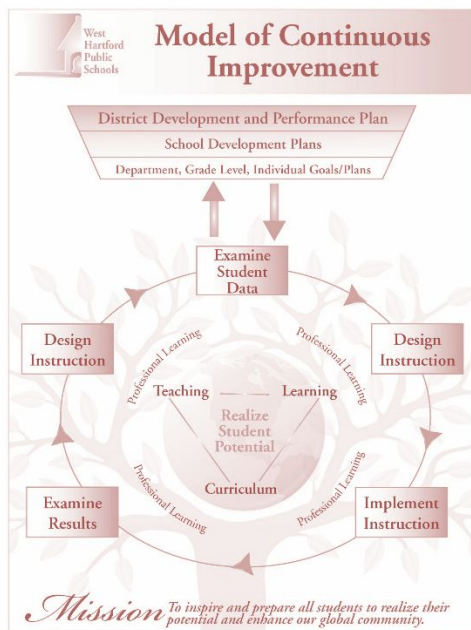 West
Hartford
Public
Schools
Model of Continuous
Improvement
District Development and Performance Plan
School Development Plans
Department, Grade Level, Individual Goals/Plans
Examine
Student
Data
Design
Instruction
Design
Instruction
Professional Learning
Professional Learning
Teaching
Learning
Realize
Student
Potential
Curriculum
Professional Learning
Professional Learning
Examine
Results
Implement
Instruction
Mission To inspire and prepare all students to realize their
potential and enhance our global community.